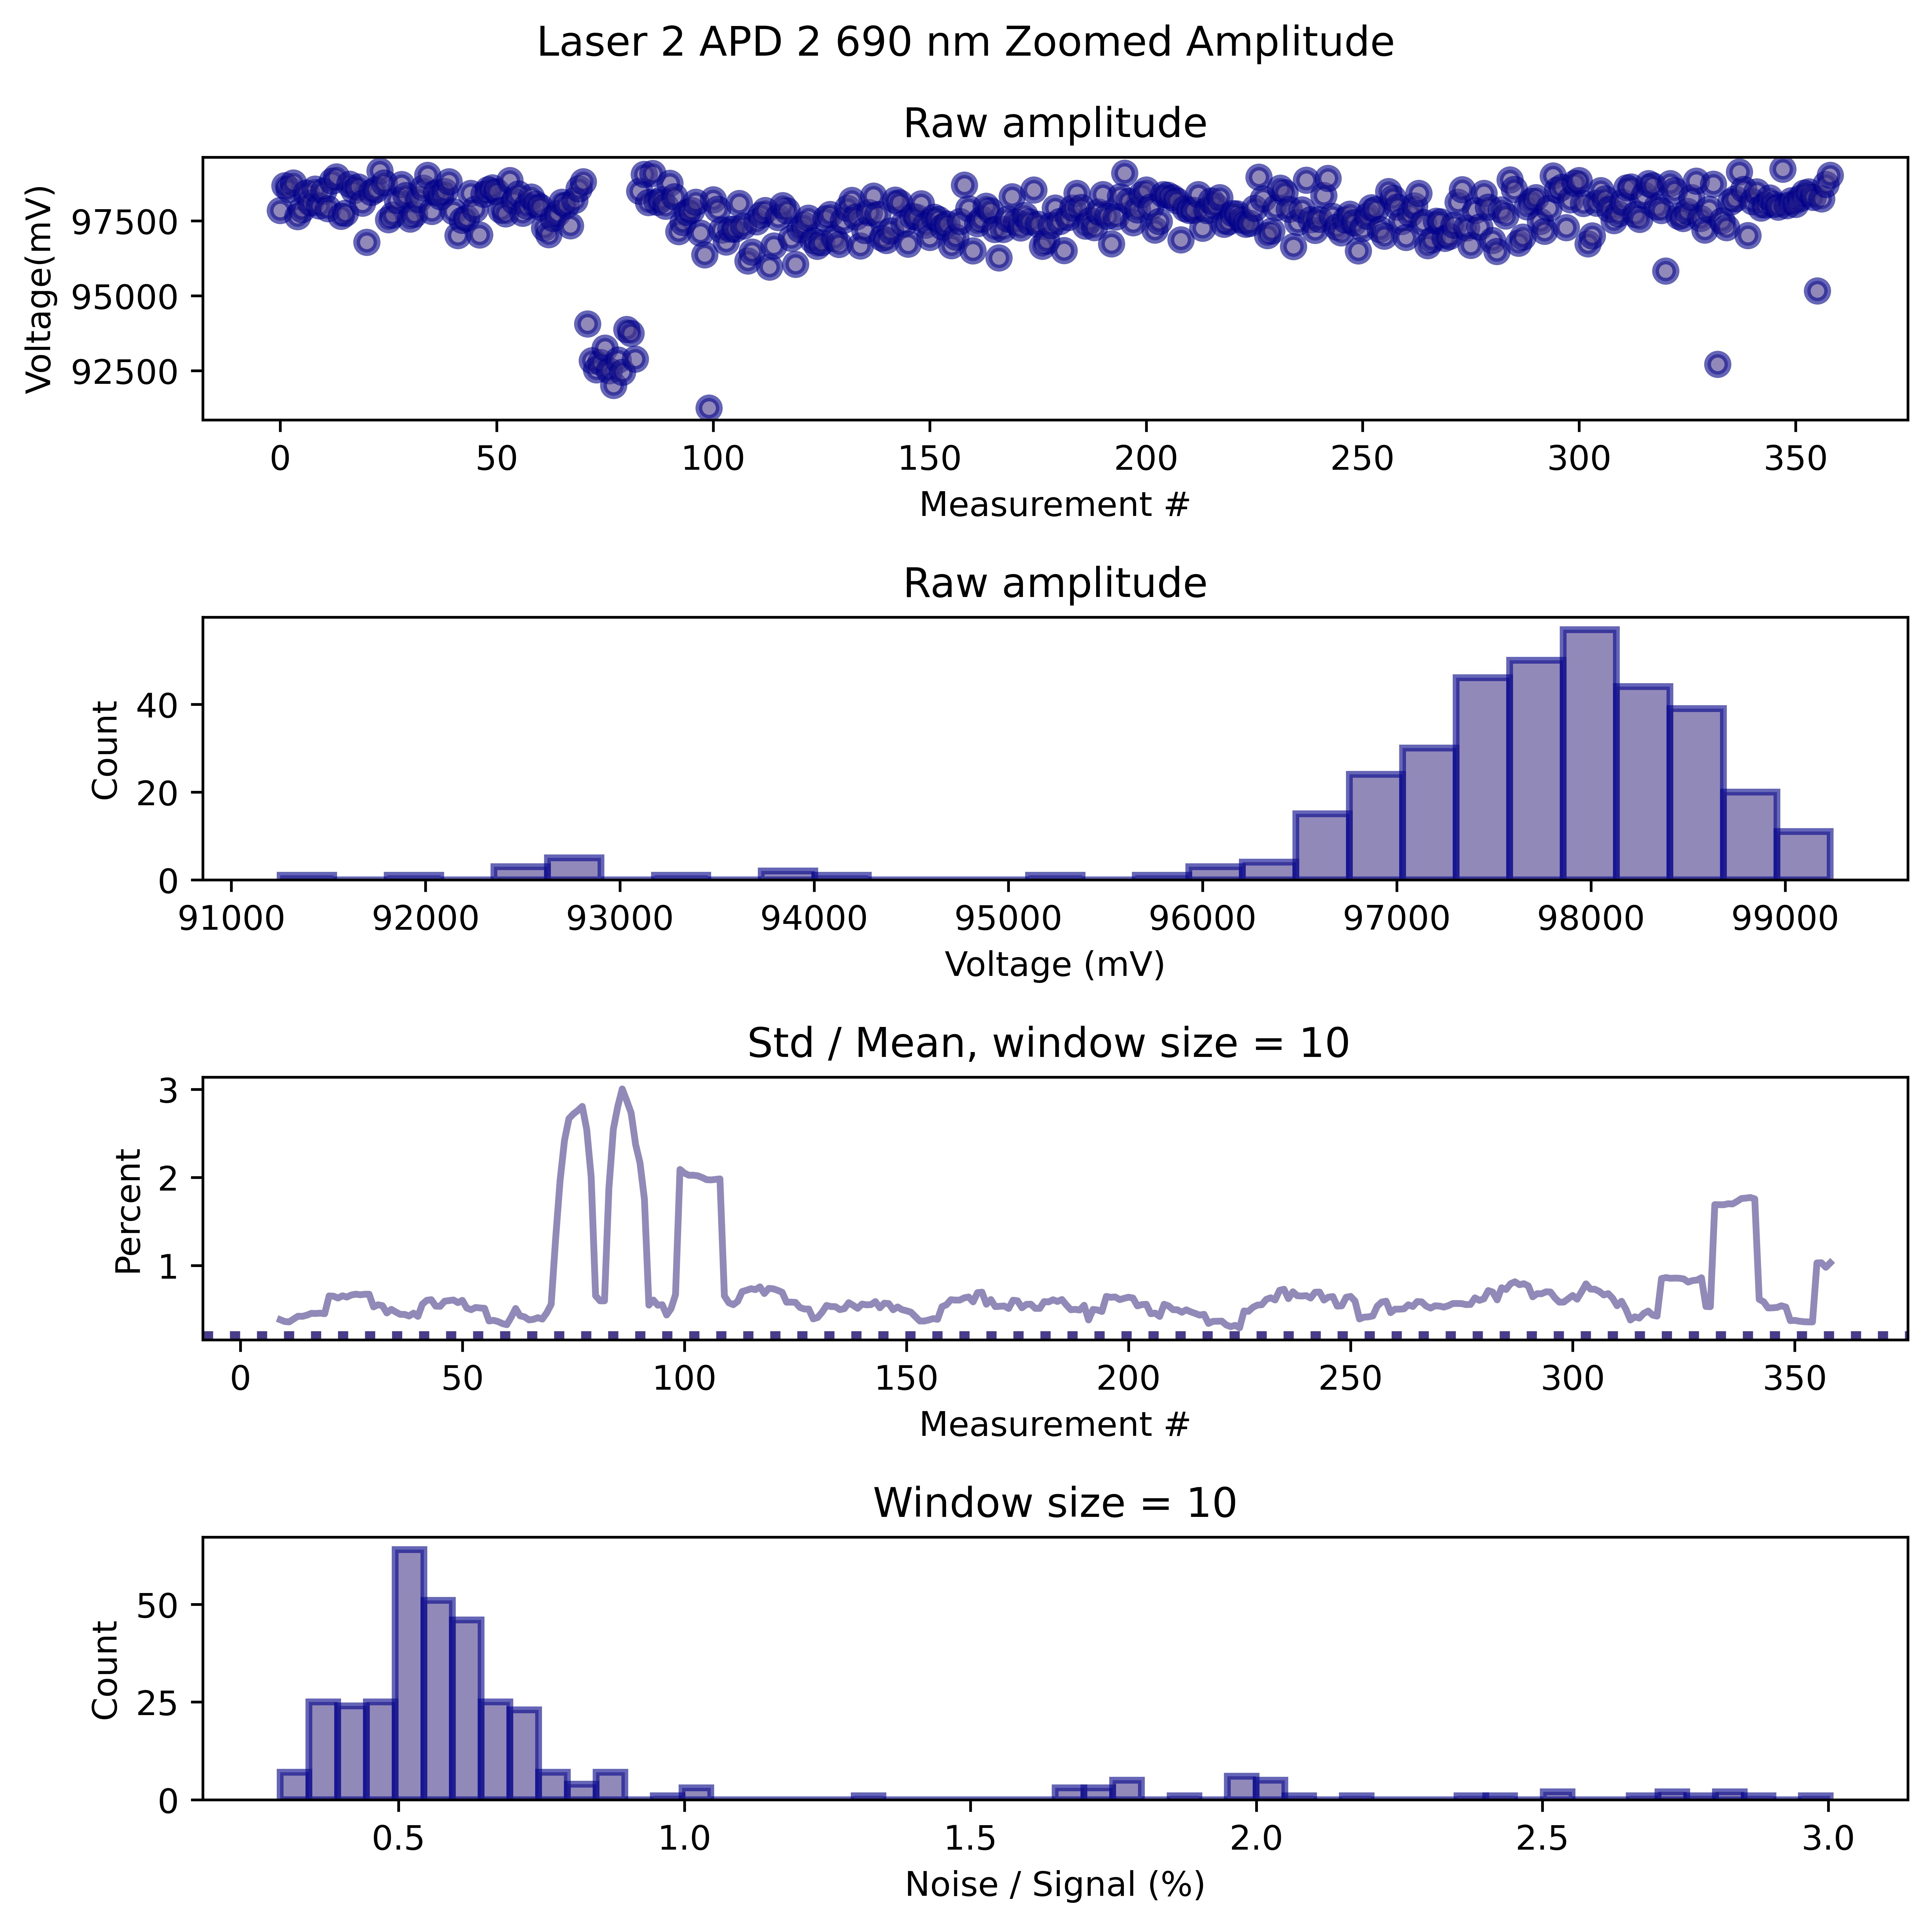 Laser 2 APD 2 690 nm Zoomed Amplitude
Raw amplitude
Voltage(mV)
97500
95000
92500
0 50 100 150 200 250 300 350
Measurement #
Raw amplitude
Count
40
20
0
91000 92000 93000 94000 95000 96000 97000 98000 99000
Voltage (mV)
Std / Mean, window size = 10
Percent
3
2
1
0 50 100 150 200 250 300 350
Measurement #
Window size = 10
Count
50
25
0
0.5 1.0 1.5 2.0 2.5 3.0
Noise / Signal (%)